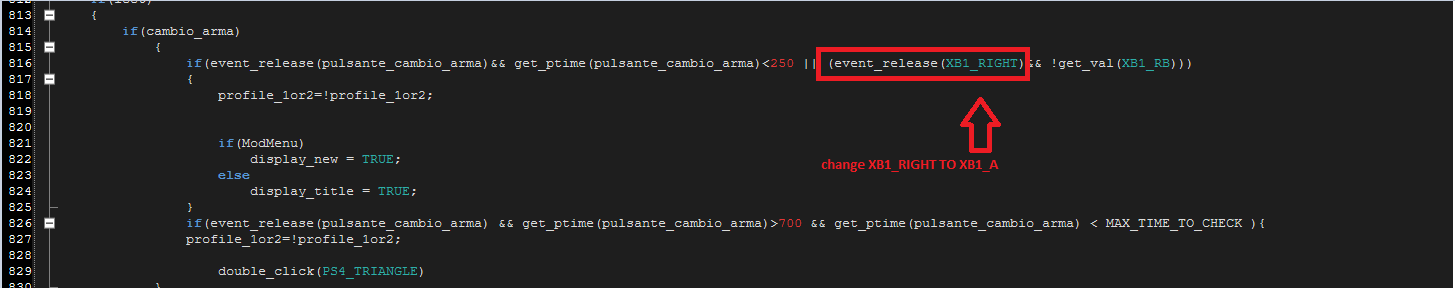 812 if(test)
813 {
814 if(cambio_arma)
815 {
816 if(event_release(pulsante_cambio_arma)&& get_ptime(pulsante_cambio_arma)<250 || (event_release(XB1_RIGHT)&& !get_val(XB1_RB)))
817 {
818 profile_1or2=!profile_1or2;
819
820
821 if(ModMenu)
822 display_new = TRUE;
823 else
824 display_title = TRUE;
825 }
826 if(event_release(pulsante_cambio_arma) && get_ptime(pulsante_cambio_arma)>700 && get_ptime(pulsante_cambio_arma) < MAX_TIME_TO_CHECK ){
827 profile_1or2=!profile_1or2;
828
829 double_click(PS4_TRIANGLE)
830 }
change XB1_RIGHT TO XB1_A